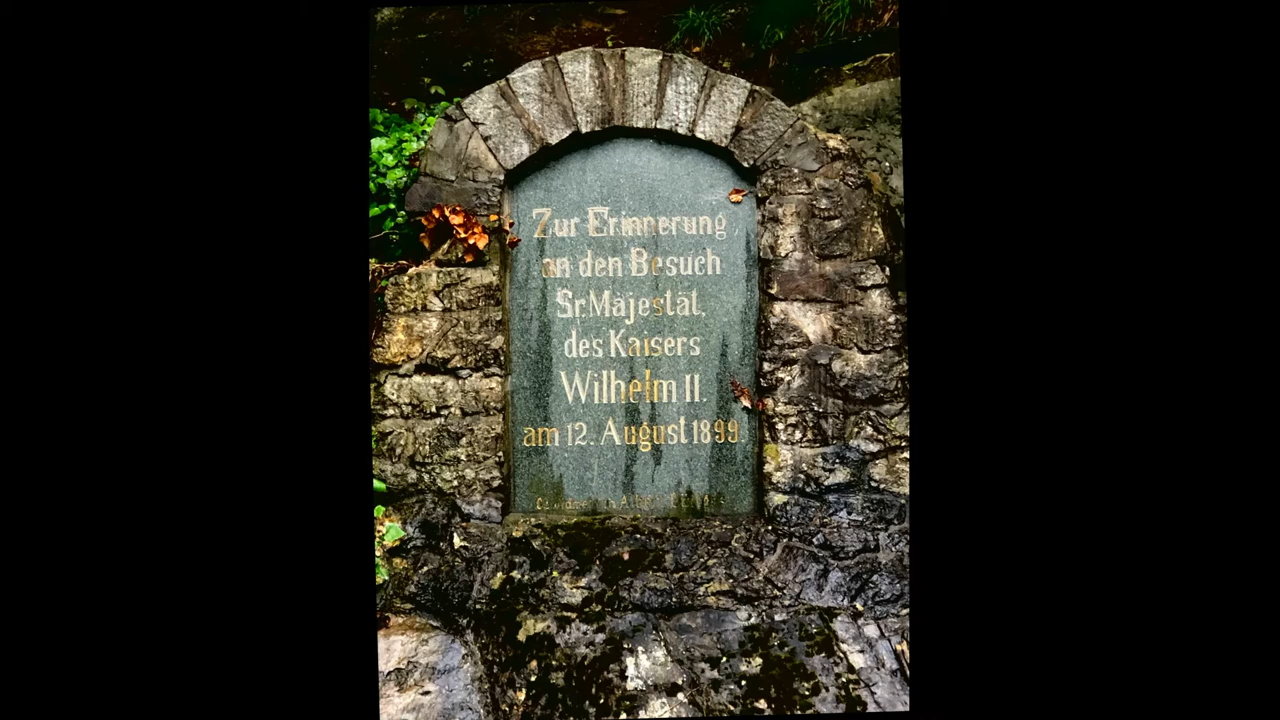 Zur Erinnerung
an den Besuch
Sr. Majestät,
des Kaisers
Wilhelm II.
am 12. August 1899.